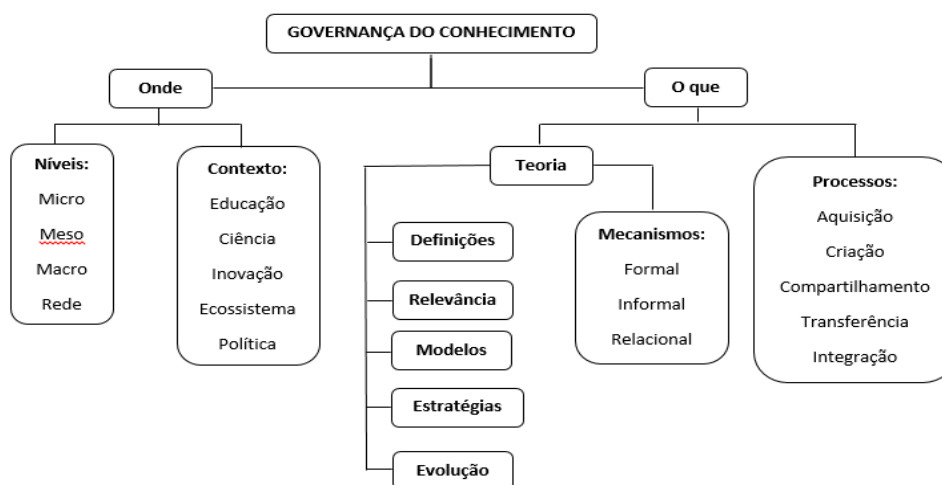 GOVERNANÇA DO CONHECIMENTO
Onde
O que
Níveis:
Micro
Meso
Macro
Rede
Contexto:
Educação
Ciência
Inovação
Ecossistema
Política
Teoria
Definições
Relevância
Modelos
Estratégias
Evolução
Mecanismos:
Formal
Informal
Relacional
Processos:
Aquisição
Criação
Compartilhamento
Transferência
Integração